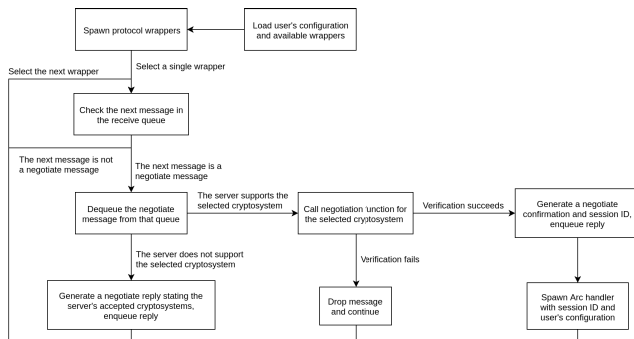 Spawn protocol wrappers
Load user's configuration
and available wrappers
Select the next wrapper
Select a single wrapper
Check the next message in
the receive queue
The next message is not
a negotiate message
The next message is a
negotiate message
Dequeue the negotiate
message from that queue
The server supports the
selected cryptosystem
Call negotiation unction for
the selected cryptosystem
Verification succeeds
Generate a negotiate
confirmation and session ID,
enqueue reply
The server does not support
the selected cryptosystem
Verification fails
Generate a negotiate reply stating the
server's accepted cryptosystems,
enqueue reply
Drop message
and continue
Spawn Arc handler
with session ID and
user's configuration